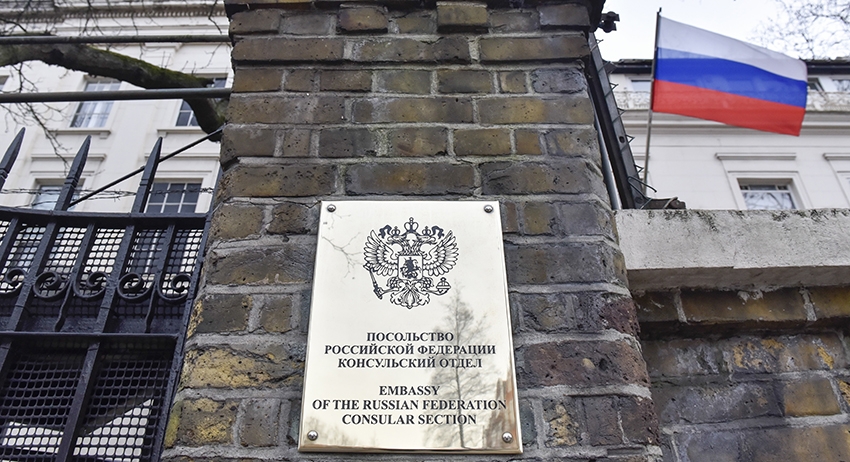 ПОСОЛЬСТВО
РОССИЙСКОЙ ФЕДЕРАЦИИ
КОНСУЛЬСКИЙ ОТДЕЛ
EMBASSY
OF THE RUSSIAN FEDERATION
CONSULAR SECTION